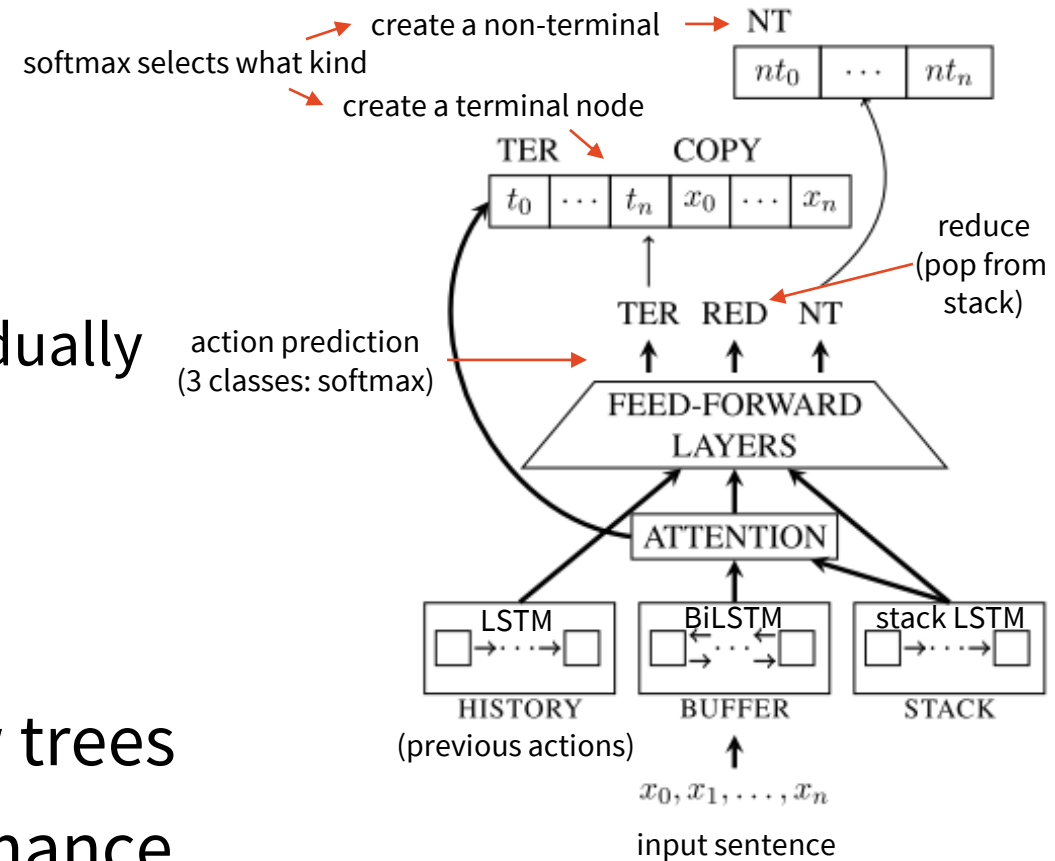 create a non-terminal
NT
softmax selects what kind
nt₀ ··· ntₙ
create a terminal node
TER COPY
t₀ ··· tₙ x₀ ··· xₙ
reduce
(pop from
stack)
TER RED NT
dually
action prediction
(3 classes: softmax)
FEED-FORWARD
LAYERS
ATTENTION
LSTM
BiLSTM
stack LSTM
HISTORY
BUFFER
STACK
trees
(previous actions)
x₀, x₁, . . . , xₙ
mance
input sentence